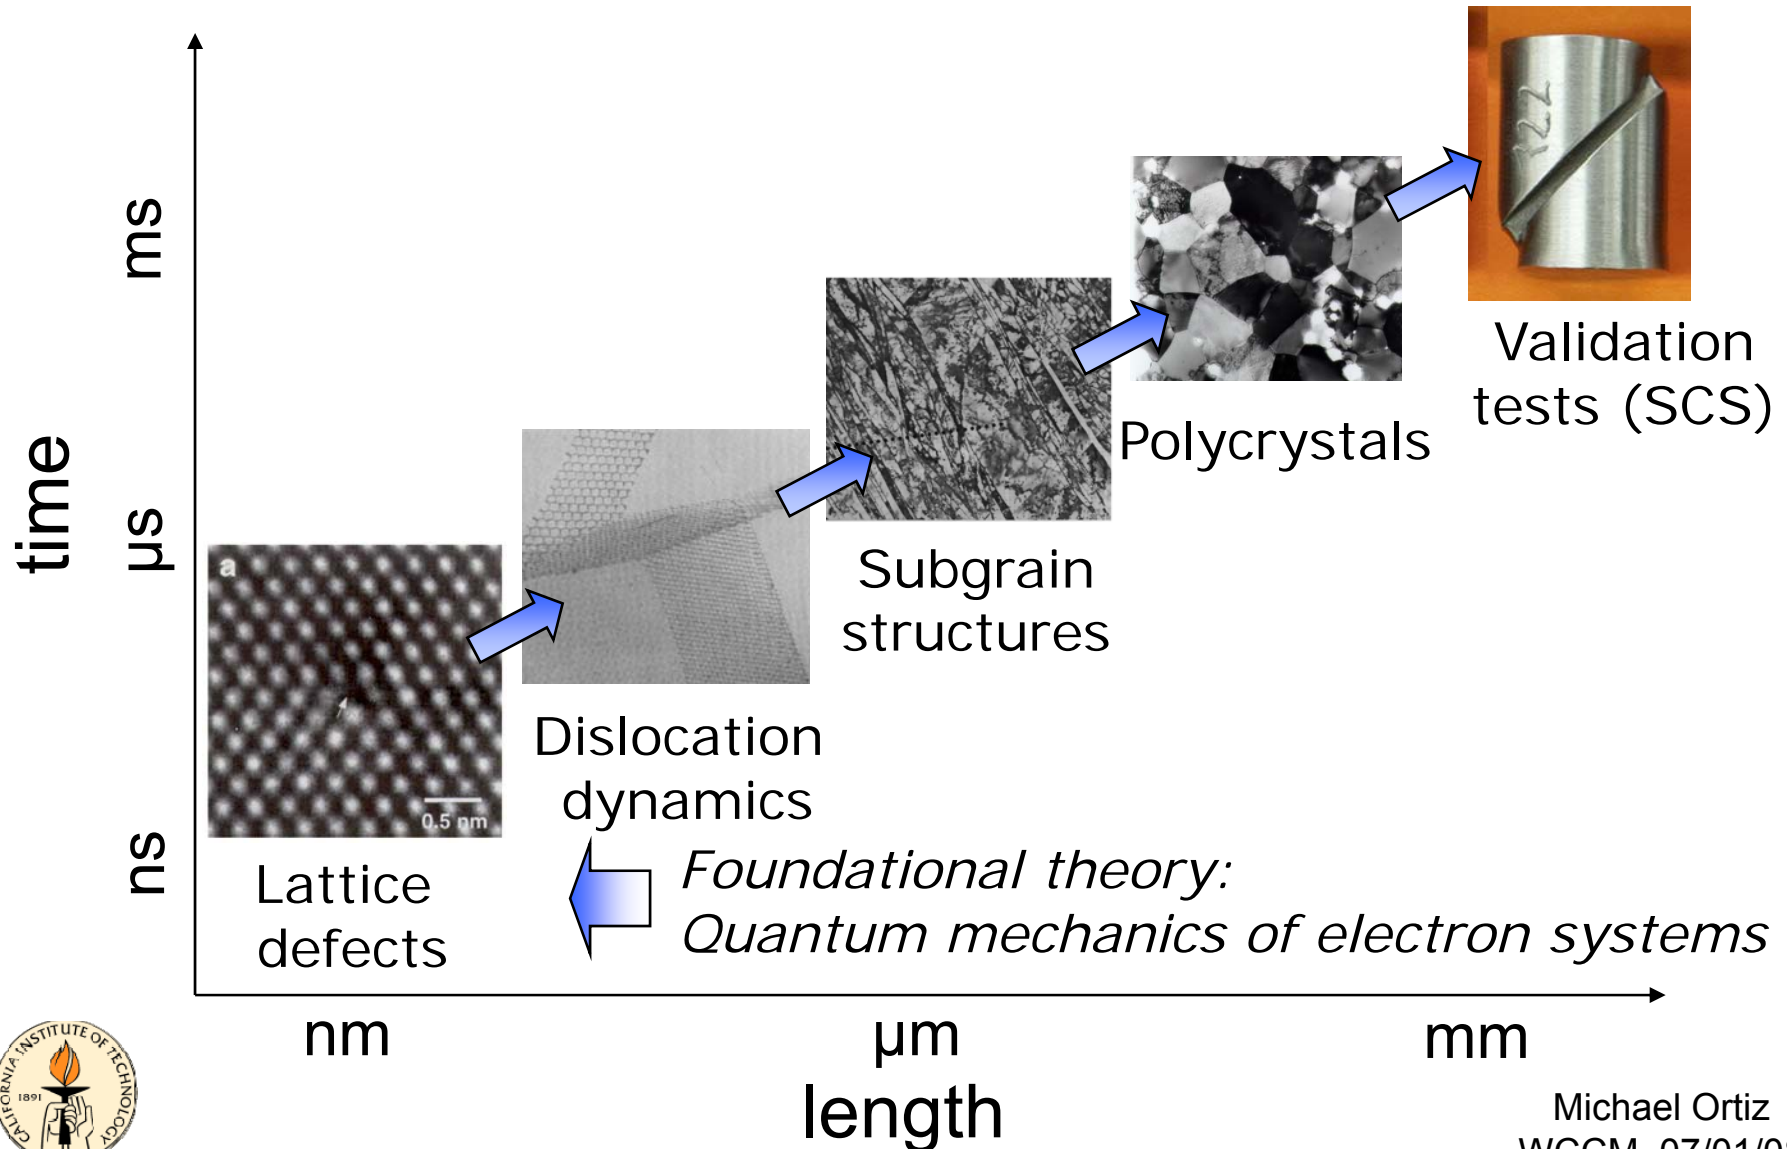 time
ms
µs
ns
a
0.5 nm
Lattice
defects
Dislocation
dynamics
Subgrain
structures
Polycrystals
122
Validation
tests (SCS)
Foundational theory:
Quantum mechanics of electron systems
nm
µm
mm
length
CALIFORNIA INSTITUTE OF TECHNOLOGY
1891
Michael Ortiz